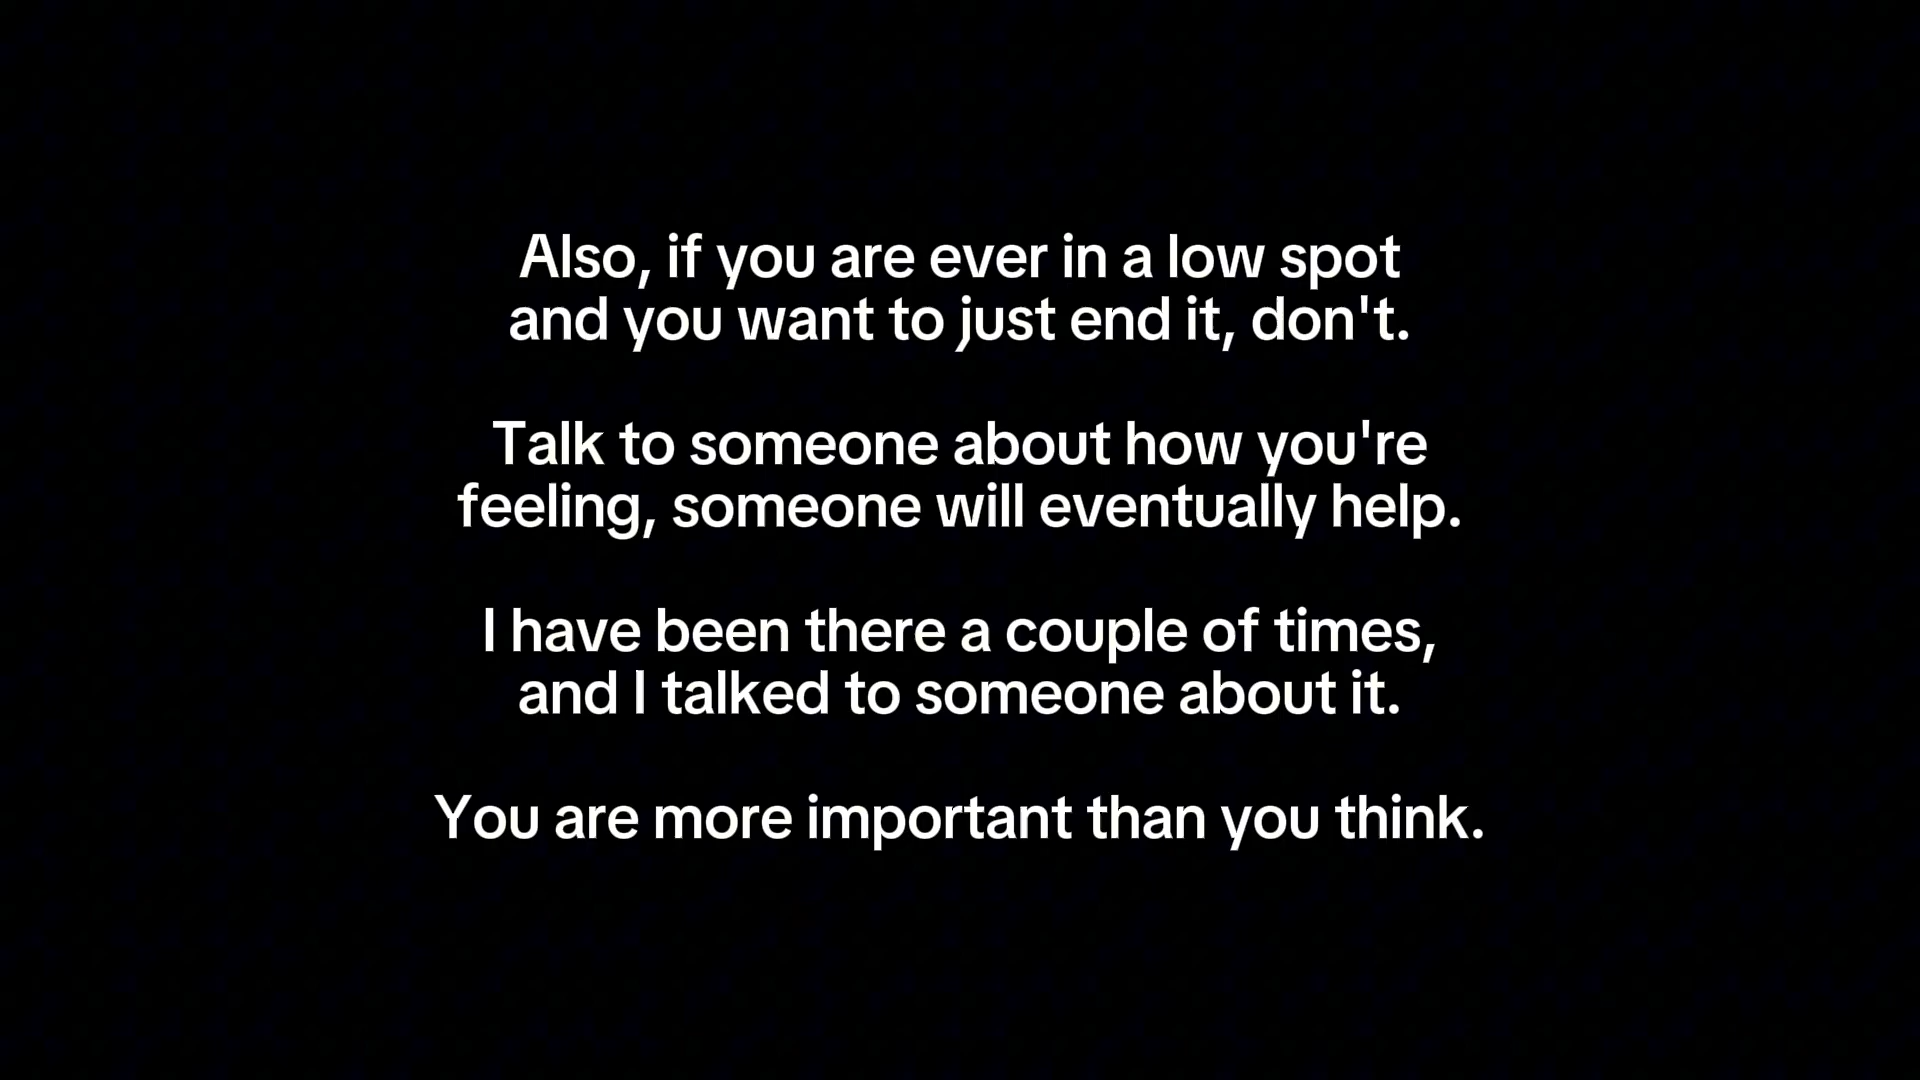 Also, if you are ever in a low spot
and you want to just end it, don't.
Talk to someone about how you're
feeling, someone will eventually help.
I have been there a couple of times,
and I talked to someone about it.
You are more important than you think.